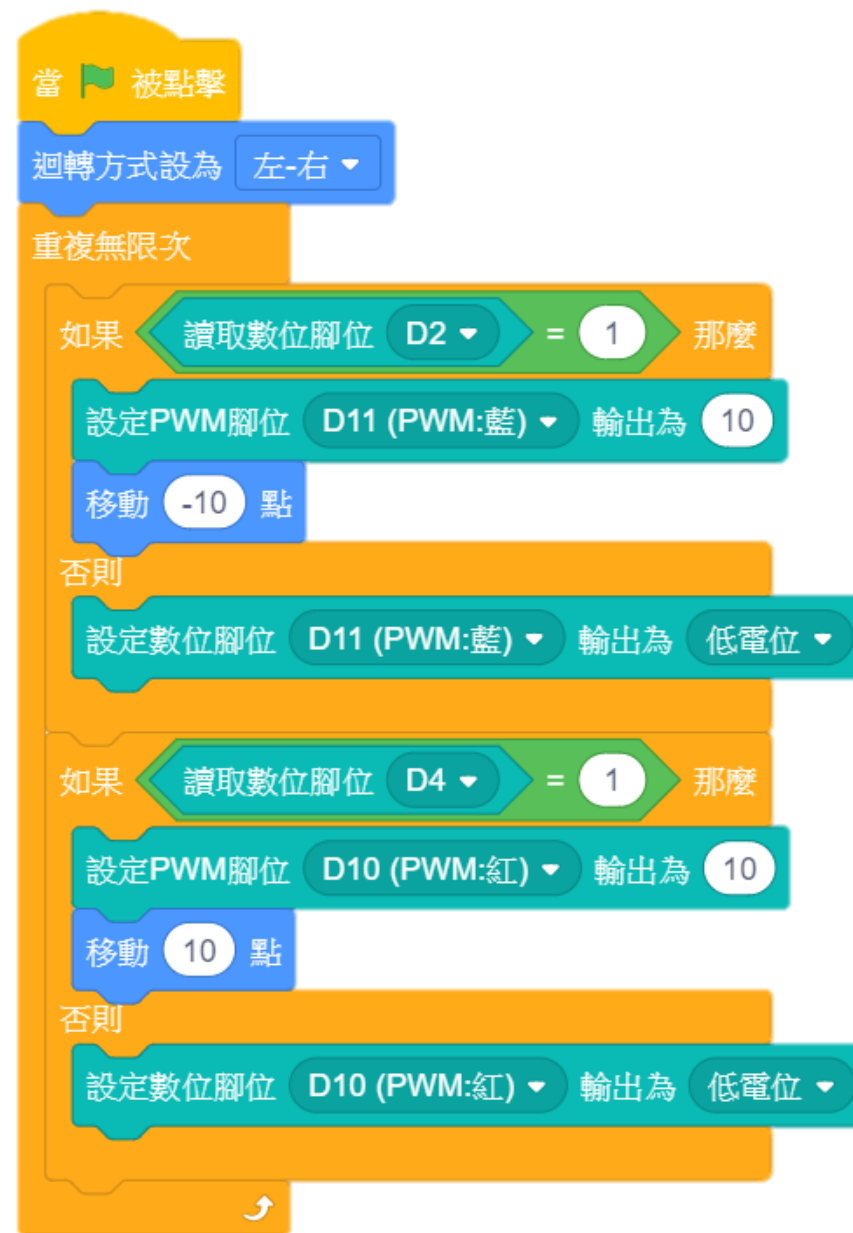 當 被點擊
迴轉方式設為 左-右
重複無限次
如果 讀取數位腳位 D2 = 1 那麼
設定PWM腳位 D11 (PWM:藍) 輸出為 10
移動 -10 點
否則
設定數位腳位 D11 (PWM:藍) 輸出為 低電位
如果 讀取數位腳位 D4 = 1 那麼
設定PWM腳位 D10 (PWM:紅) 輸出為 10
移動 10 點
否則
設定數位腳位 D10 (PWM:紅) 輸出為 低電位